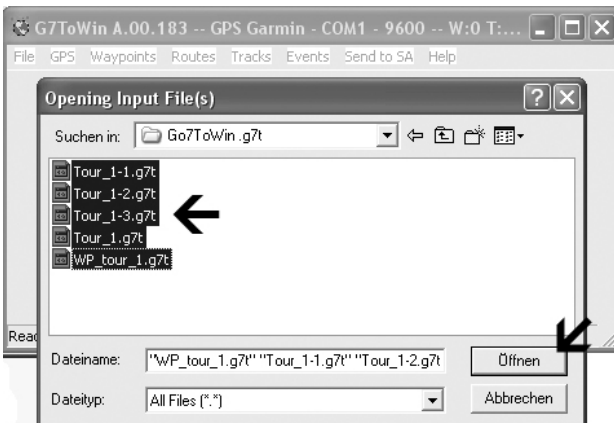 G7ToWin A.00.183 -- GPS Garmin - COM1 - 9600 -- W:0 T:...
File GPS Waypoints Routes Tracks Events Send to SA Help
Opening Input File(s)
Suchen in: Go7ToWin .g7t
Tour_1-1.g7t
Tour_1-2.g7t
Tour_1-3.g7t
Tour_1.g7t
WP_tour_1.g7t
Dateiname: "WP_tour_1.g7t" "Tour_1-1.g7t" "Tour_1-2.g7t Öffnen
Dateityp: All Files (*.*) Abbrechen